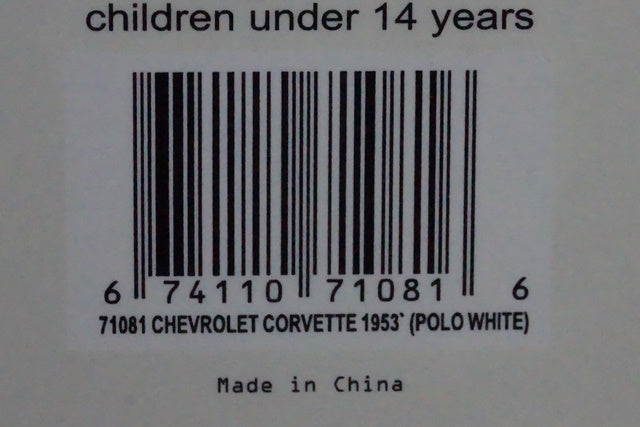 children under 14 years
6 74110 71081 6
71081 CHEVROLET CORVETTE 1953' (POLO WHITE)
Made in China